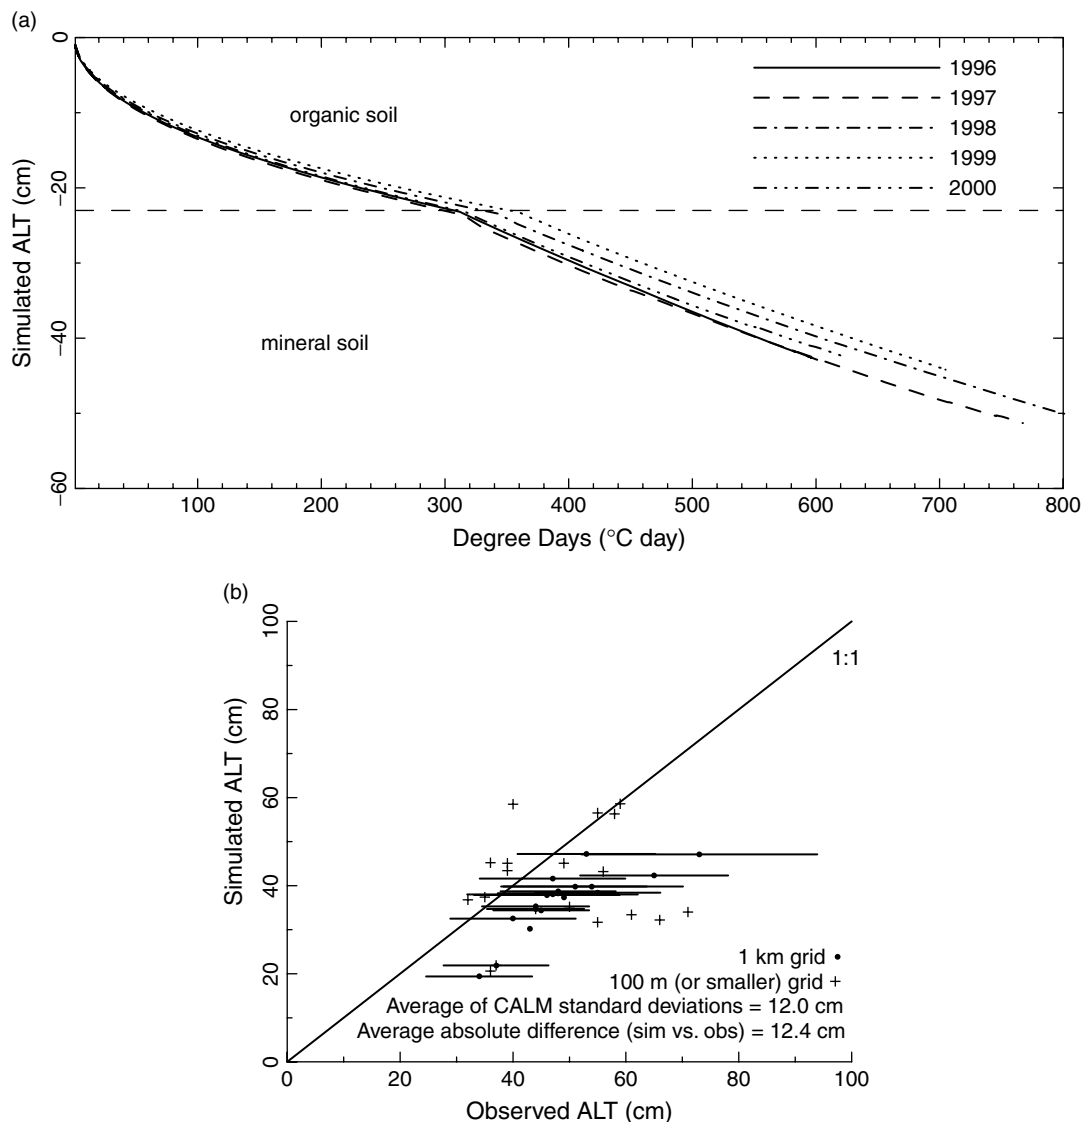 (a)
0
−20
−40
−60
Simulated ALT (cm)
organic soil
mineral soil
1996
1997
1998
1999
2000
100 200 300 400 500 600 700 800
Degree Days (°C day)
(b)
100
80
60
40
20
0
Simulated ALT (cm)
1:1
1 km grid
100 m (or smaller) grid
Average of CALM standard deviations = 12.0 cm
Average absolute difference (sim vs. obs) = 12.4 cm
0 20 40 60 80 100
Observed ALT (cm)